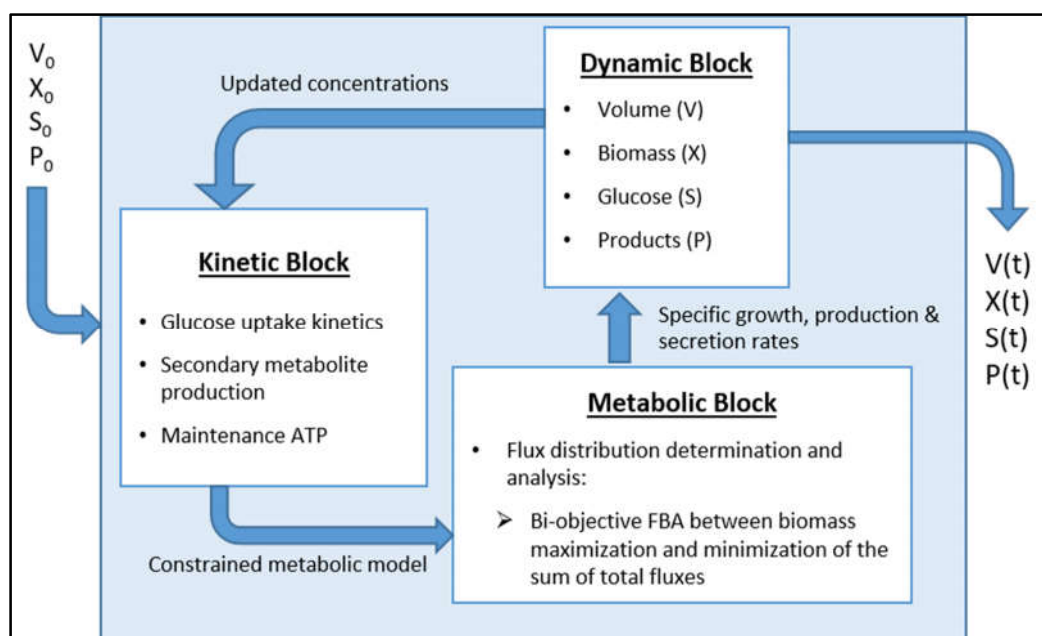 V₀
X₀
S₀
P₀
Updated concentrations
Dynamic Block
• Volume (V)
• Biomass (X)
• Glucose (S)
• Products (P)
Kinetic Block
• Glucose uptake kinetics
• Secondary metabolite
production
• Maintenance ATP
Specific growth, production &
secretion rates
V(t)
X(t)
S(t)
P(t)
Metabolic Block
• Flux distribution determination and
analysis:
➢ Bi-objective FBA between biomass
maximization and minimization of the
sum of total fluxes
Constrained metabolic model